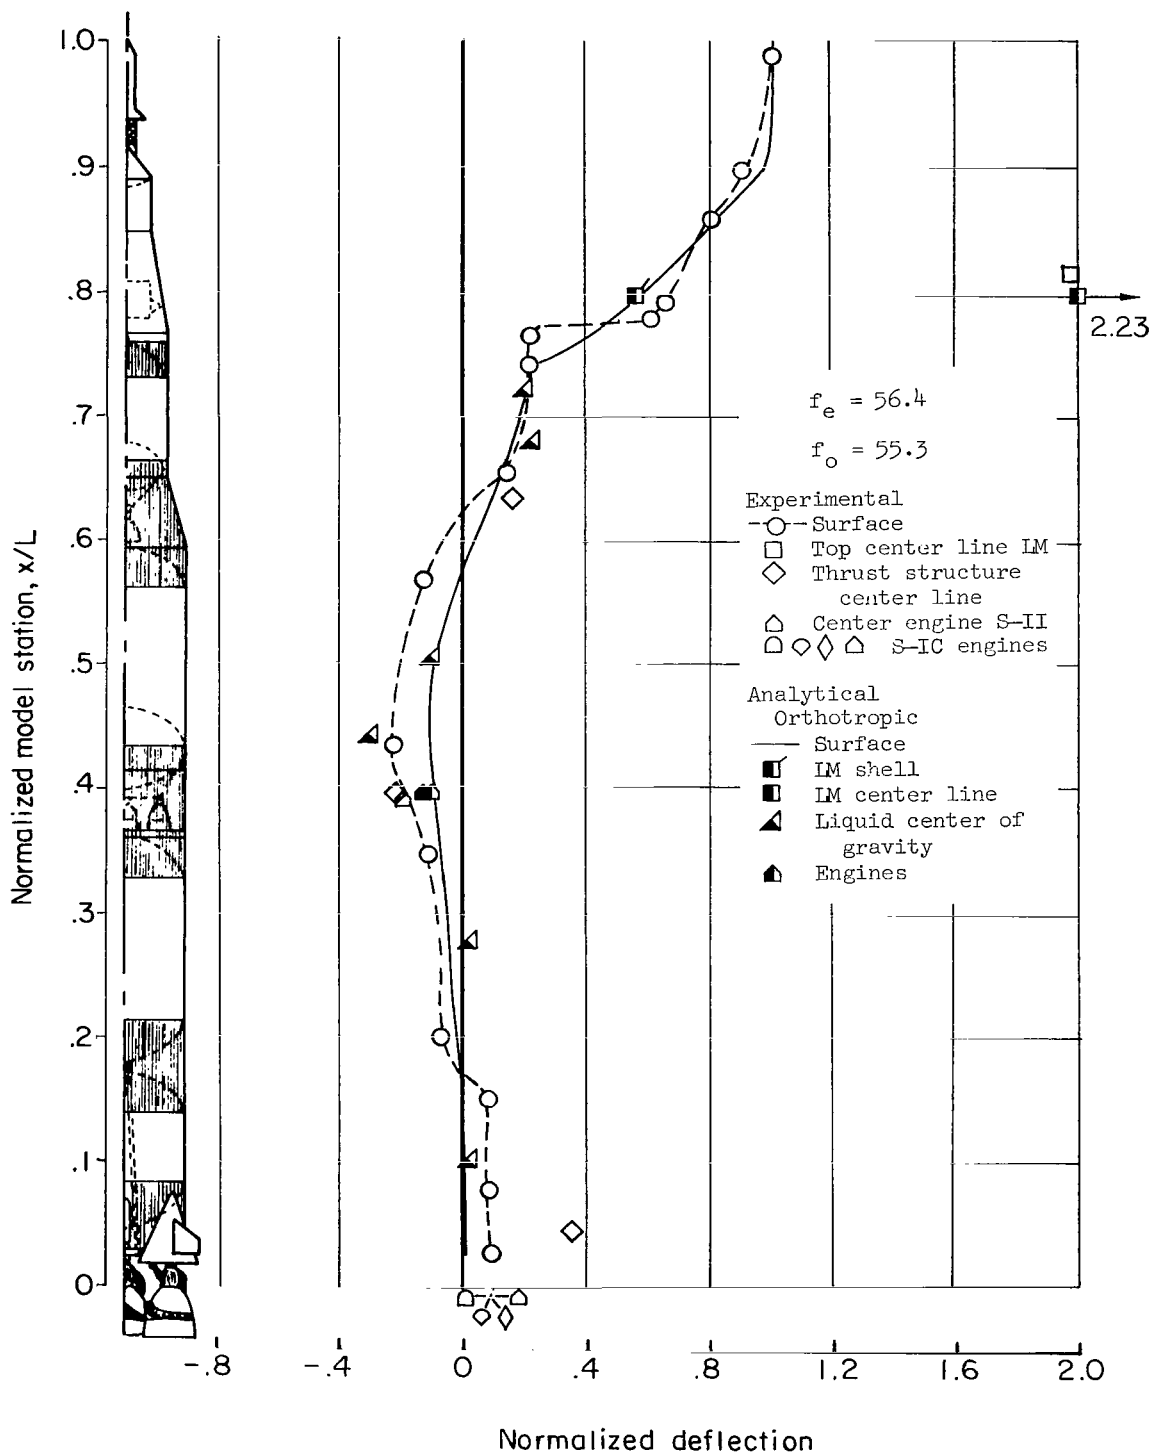 1.0
.9
.8
.7
.6
.5
.4
.3
.2
.1
0
Normalized model station, x/L
2.23
f_e = 56.4
f_o = 55.3
Experimental
Surface
Top center line LM
Thrust structure
center line
Center engine S-II
S-IC engines
Analytical
Orthotropic
Surface
LM shell
LM center line
Liquid center of
gravity
Engines
-.8 -.4 0 .4 .8 1.2 1.6 2.0
Normalized deflection